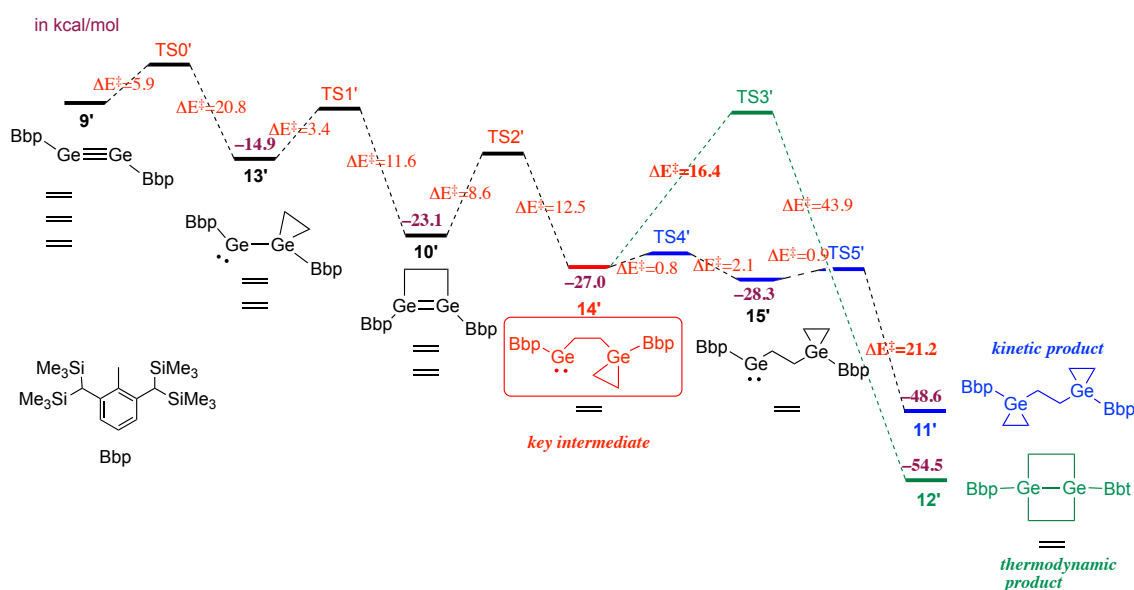 in kcal/mol
TS0'
ΔE‡=5.9
9'
Bbp
Ge
Ge
Bbp
ΔE‡=20.8
–14.9
13'
Bbp
Ge
Ge
Bbp
TS1'
ΔE‡=3.4
ΔE‡=11.6
–23.1
10'
Ge=Ge
Bbp
Bbp
TS2'
ΔE‡=8.6
ΔE‡=12.5
–27.0
14'
Bbp
Bbp
Ge
Ge
key intermediate
TS3'
ΔE‡=16.4
ΔE‡=43.9
TS4'
ΔE‡=0.8
ΔE‡=2.1
–28.3
15'
Bbp
Ge
Ge
Bbp
ΔE‡=0.9
TS5'
ΔE‡=21.2
–48.6
11'
kinetic product
Bbp
Ge
Ge
Bbp
–54.5
12'
Bbp
Ge
Ge
Bbt
thermodynamic
product
Me3Si
SiMe3
Me3Si
SiMe3
Bbp